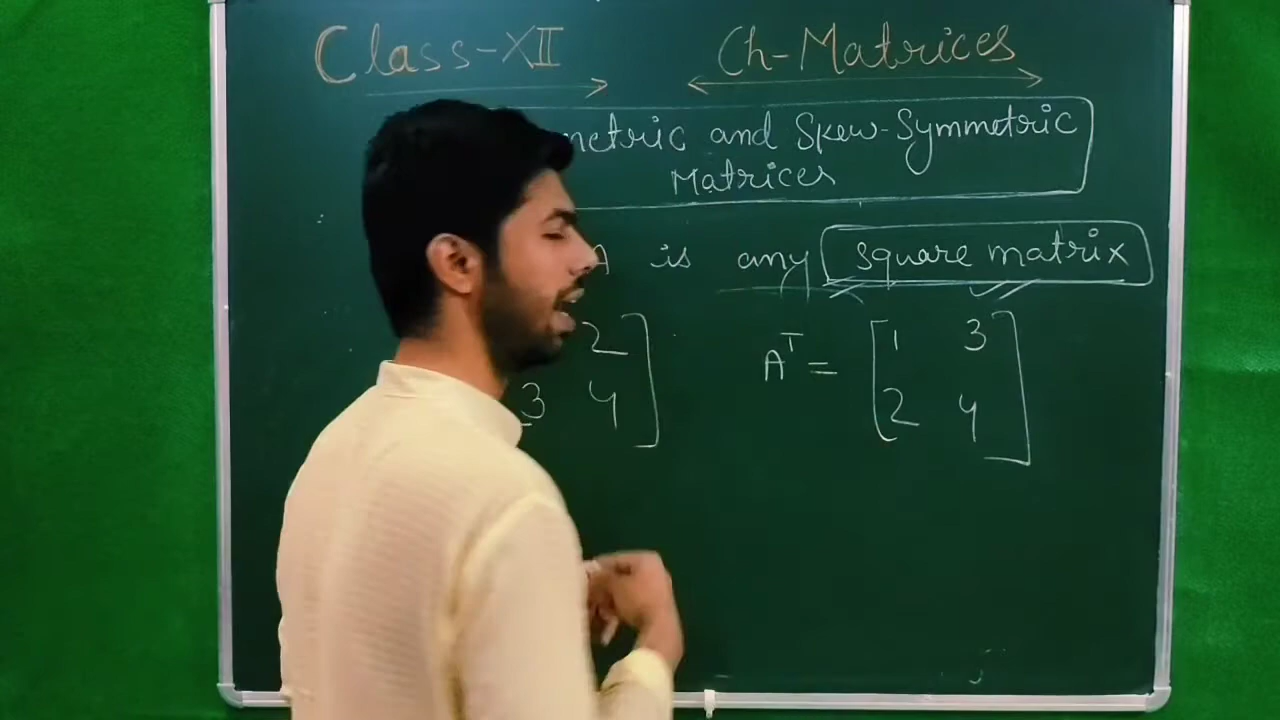 Class-XII
Ch-Matrices
metric and Skew-Symmetric
Matrices
A is any square matrix
2
3 4
A^T = [1 3
2 4]